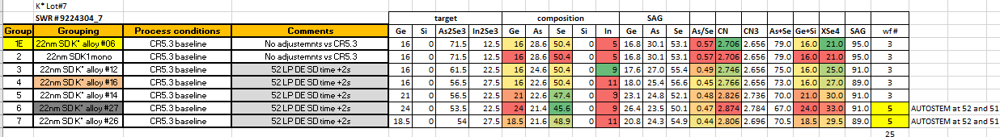 K* Lot#7
SWR # 9224304_7 target composition SAG
Group Grouping Process conditions Comments Ge Si As2Se3 In2Se3 Ge As Se Si In Ge As Se As/Se CN CN3 As+Se Ge+Si XSe4 SAG wf #
1E 22nm SD K* alloy #06 CR5.3 baseline No adjustemnts vs CR5.3 16 0 71.5 12.5 16 28.6 50.4 0 5 16.8 30.1 53.1 0.57 2.706 2.656 79.0 16.0 21.0 95.0 3
2 22nm SDK1 mono CR5.3 baseline No adjustemnts vs CR5.3 16 0 71.5 12.5 16 28.6 50.4 0 5 16.8 30.1 53.1 0.57 2.706 2.656 79.0 16.0 21.0 95.0 3
3 22nm SD K* alloy #12 CR5.3 baseline 52 LP DE SD time +2s 16 0 61.5 22.5 16 24.6 50.4 0 9 17.6 27.0 55.4 0.49 2.746 2.656 75.0 16.0 25.0 91.0 3
4 22nm SD K* alloy #16 CR5.3 baseline 52 LP DE SD time +2s 16 0 56.5 27.5 16 22.6 50.4 0 11 18.0 25.4 56.6 0.45 2.766 2.656 73.0 16.0 27.0 89.0 3
5 22nm SD K* alloy #14 CR5.3 baseline 52 LP DE SD time +2s 21 0 56.5 22.5 21 22.6 47.4 0 9 23.1 24.8 52.1 0.48 2.826 2.736 70.0 21.0 30.0 91.0 3
6 22nm SD K* alloy #27 CR5.3 baseline 52 LP DE SD time +2s 24 0 53.5 22.5 24 21.4 45.6 0 9 26.4 23.5 50.1 0.47 2.874 2.784 67.0 24.0 33.0 91.0 5 AUTOSTEM at 52 and 51
7 22nm SD K* alloy #26 CR5.3 baseline 52 LP DE SD time +2s 18.5 0 54 27.5 18.5 21.6 48.9 0 11 20.8 24.3 54.9 0.44 2.806 2.696 70.5 18.5 29.5 89.0 5 AUTOSTEM at 52 and 51
25